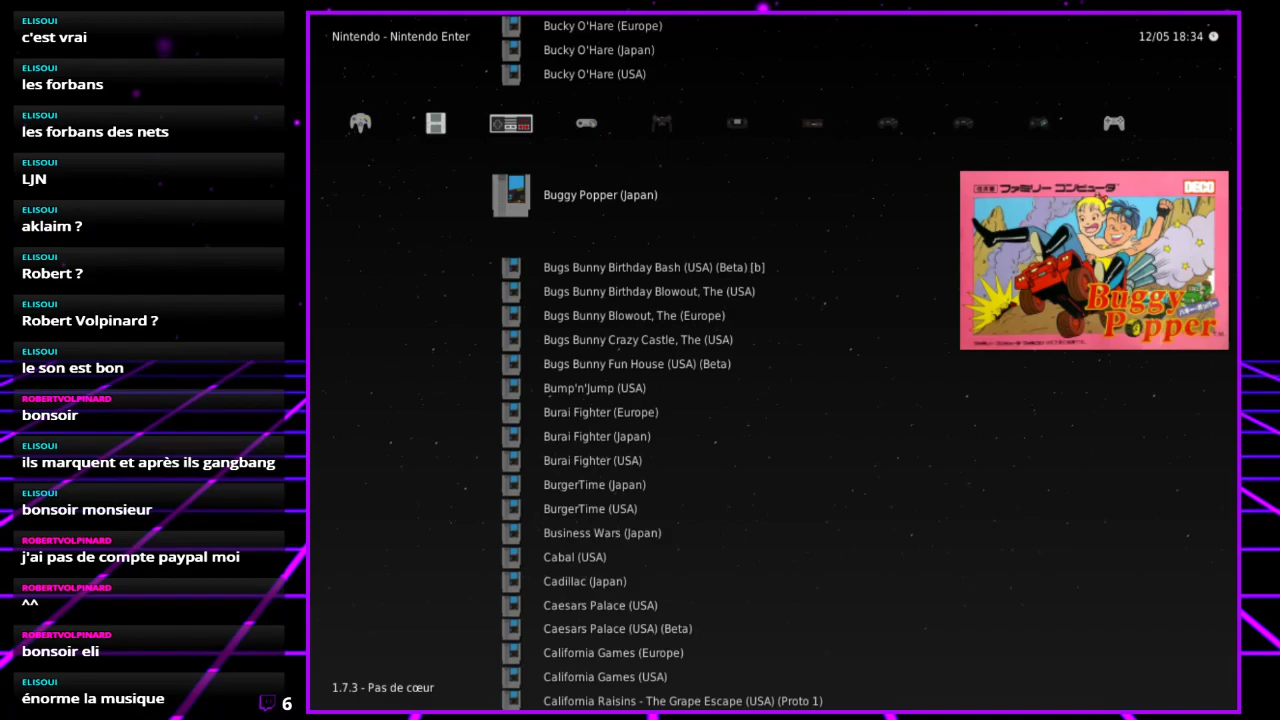 ELISOUI
c'est vrai
ELISOUI
les forbans
ELISOUI
les forbans des nets
ELISOUI
LJN
ELISOUI
aklaim ?
ELISOUI
Robert ?
ELISOUI
Robert Volpinard ?
ELISOUI
le son est bon
ROBERTVOLPINARD
bonsoir
ELISOUI
ils marquent et après ils gangbang
ELISOUI
bonsoir monsieur
ROBERTVOLPINARD
j'ai pas de compte paypal moi
ROBERTVOLPINARD
^^
ROBERTVOLPINARD
bonsoir eli
ELISOUI
énorme la musique
6
Nintendo - Nintendo Enter
12/05 18:34
Bucky O'Hare (Europe)
Bucky O'Hare (Japan)
Bucky O'Hare (USA)
Buggy Popper (Japan)
Bugs Bunny Birthday Bash (USA) (Beta) [b]
Bugs Bunny Birthday Blowout, The (USA)
Bugs Bunny Blowout, The (Europe)
Bugs Bunny Crazy Castle, The (USA)
Bugs Bunny Fun House (USA) (Beta)
Bump'n'Jump (USA)
Burai Fighter (Europe)
Burai Fighter (Japan)
Burai Fighter (USA)
BurgerTime (Japan)
BurgerTime (USA)
Business Wars (Japan)
Cabal (USA)
Cadillac (Japan)
Caesars Palace (USA)
Caesars Palace (USA) (Beta)
California Games (Europe)
California Games (USA)
California Raisins - The Grape Escape (USA) (Proto 1)
1.7.3 - Pas de cœur
ファミリー コンピュータ
DECO
Buggy
Popper